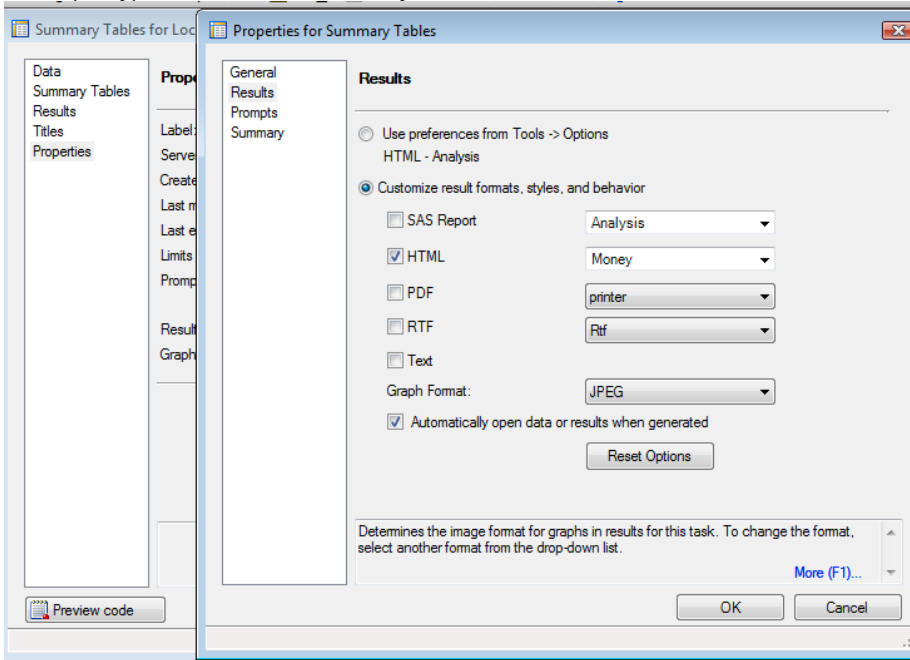 Summary Tables for Loc
Data
Summary Tables
Results
Titles
Properties
Prope
Label:
Serve
Create
Last m
Last e
Limits
Promp
Result
Graph
Preview code
Properties for Summary Tables
General
Results
Prompts
Summary
Results
Use preferences from Tools -> Options
HTML - Analysis
Customize result formats, styles, and behavior
SAS Report Analysis
HTML Money
PDF printer
RTF Rtf
Text
Graph Format: JPEG
Automatically open data or results when generated
Reset Options
Determines the image format for graphs in results for this task. To change the format,
select another format from the drop-down list.
More (F1)...
OK Cancel